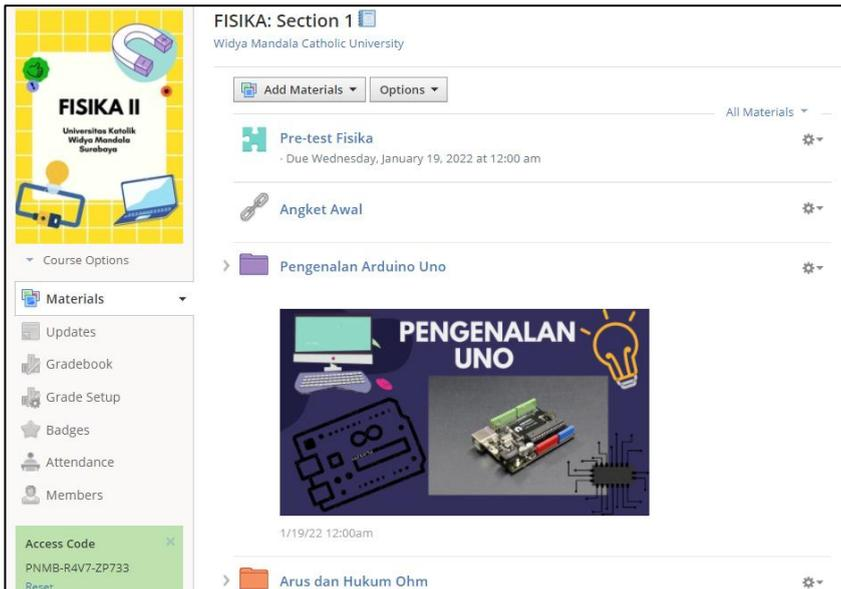 FISIKA II
Universitas Katolik
Widya Mandala
Surabaya
Course Options
Materials
Updates
Gradebook
Grade Setup
Badges
Attendance
Members
Access Code
PNMB-R4V7-ZP733
Reset
FISIKA: Section 1
Widya Mandala Catholic University
Add Materials
Options
All Materials
Pre-test Fisika
· Due Wednesday, January 19, 2022 at 12:00 am
Angket Awal
Pengenalan Arduino Uno
PENGENALAN
UNO
1/19/22 12:00am
Arus dan Hukum Ohm